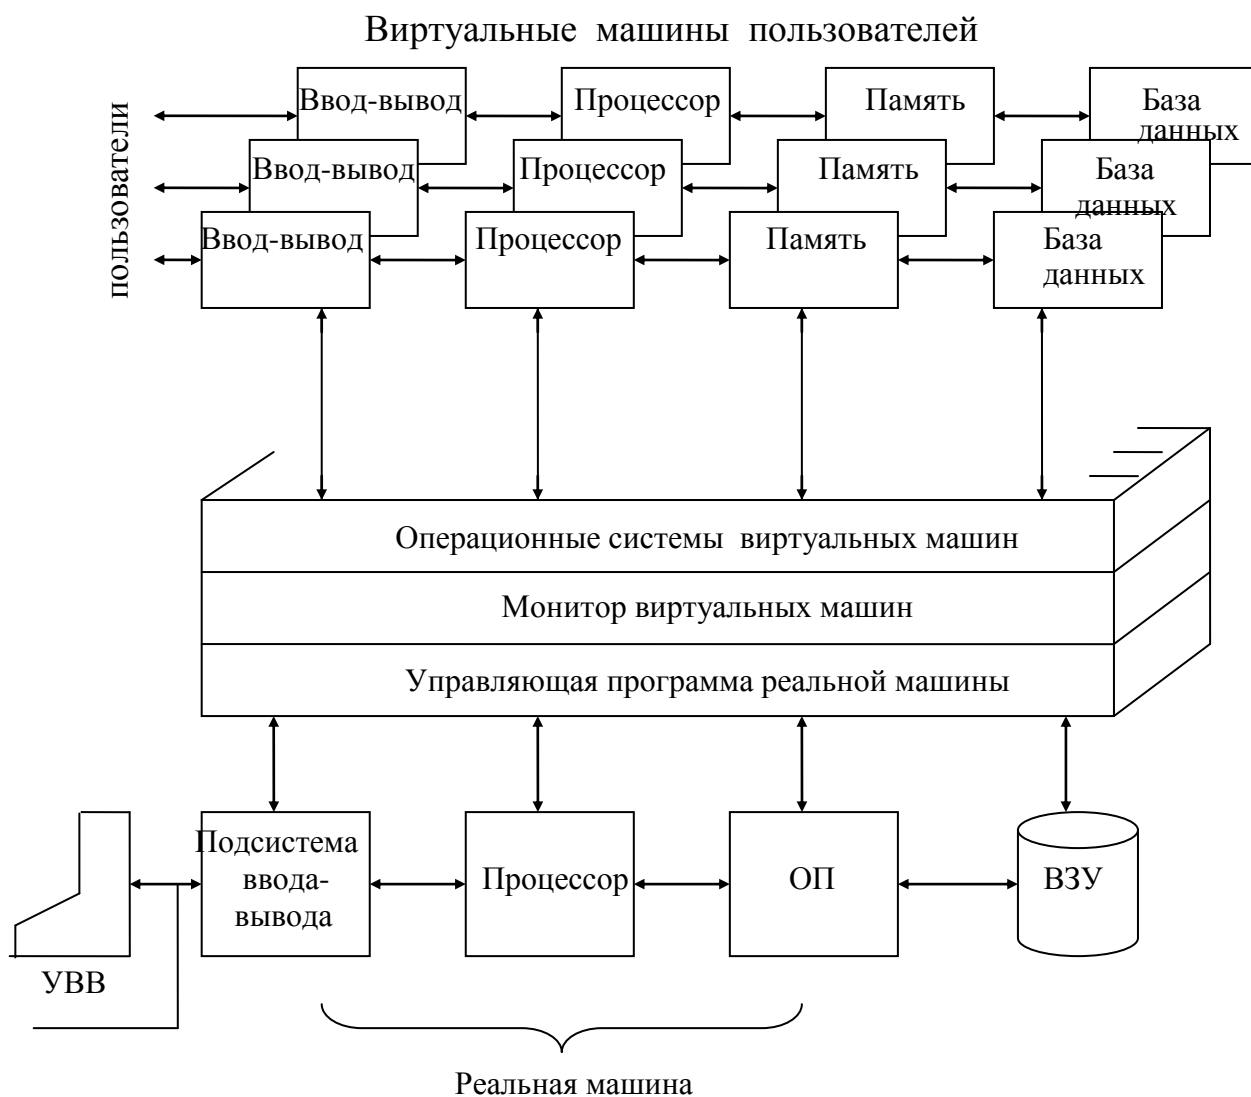 Виртуальные машины пользователей
пользователи
Ввод-вывод
Процессор
Память
База
данных
Ввод-вывод
Процессор
Память
База
данных
Ввод-вывод
Процессор
Память
База
данных
Операционные системы виртуальных машин
Монитор виртуальных машин
Управляющая программа реальной машины
Подсистема
ввода-
вывода
Процессор
ОП
ВЗУ
УВВ
Реальная машина